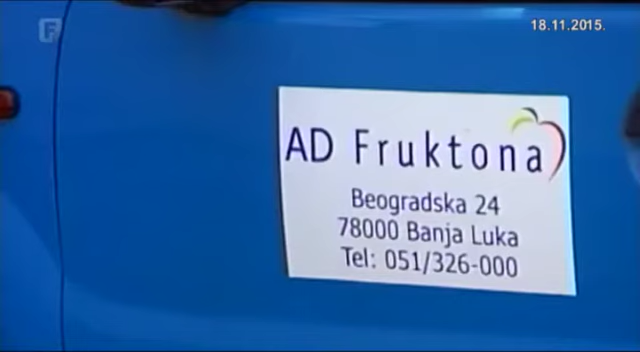 F
18.11.2015.
AD Fruktona
Beogradska 24
78000 Banja Luka
Tel: 051/326-000